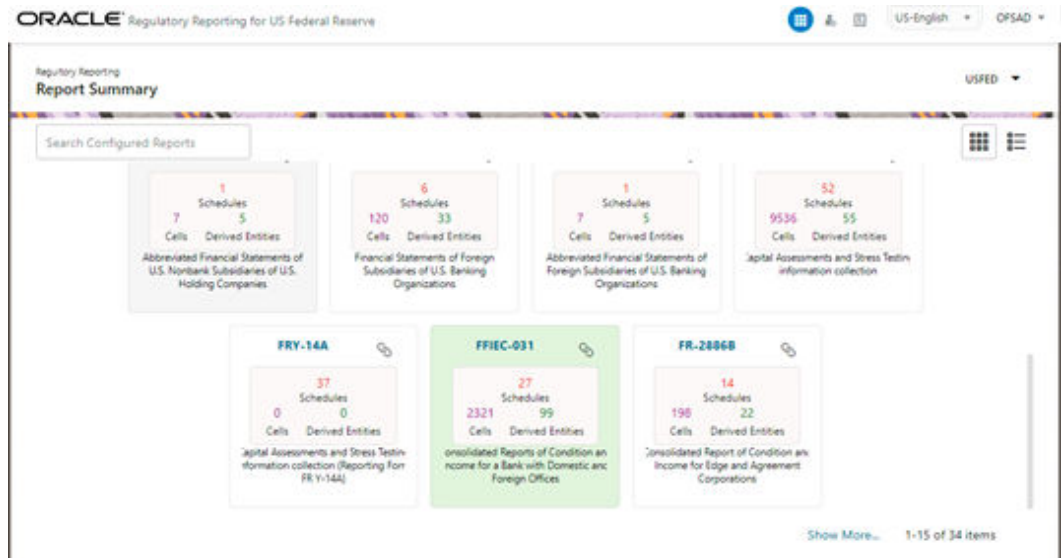 ORACLE Regulatory Reporting for US Federal Reserve
US-English
OFSAD
Regultory Reporting
Report Summary
USFED
Search Configured Reports
1
Schedules
7 5
Cells Derived Entities
Abbreviated Financial Statements of
U.S. Nonbank Subsidiaries of U.S.
Holding Companies
6
Schedules
120 33
Cells Derived Entities
Financial Statements of Foreign
Subsidiaries of U.S. Banking
Organizations
1
Schedules
7 5
Cells Derived Entities
Abbreviated Financial Statements of
Foreign Subsidiaries of U.S. Banking
Organizations
52
Schedules
9536 55
Cells Derived Entities
apital Assessments and Stress Testin
information collection
FRY-14A
37
Schedules
0 0
Cells Derived Entities
apital Assessments and Stress Testin
nformation collection (Reporting Forr
FR Y-14A)
FFIEC-031
27
Schedules
2321 99
Cells Derived Entities
onsolidated Reports of Condition an
ncome for a Bank with Domestic anc
Foreign Offices
FR-2886B
14
Schedules
198 22
Cells Derived Entities
onsolidated Report of Condition an
Income for Edge and Agreement
Corporations
Show More...
1-15 of 34 items